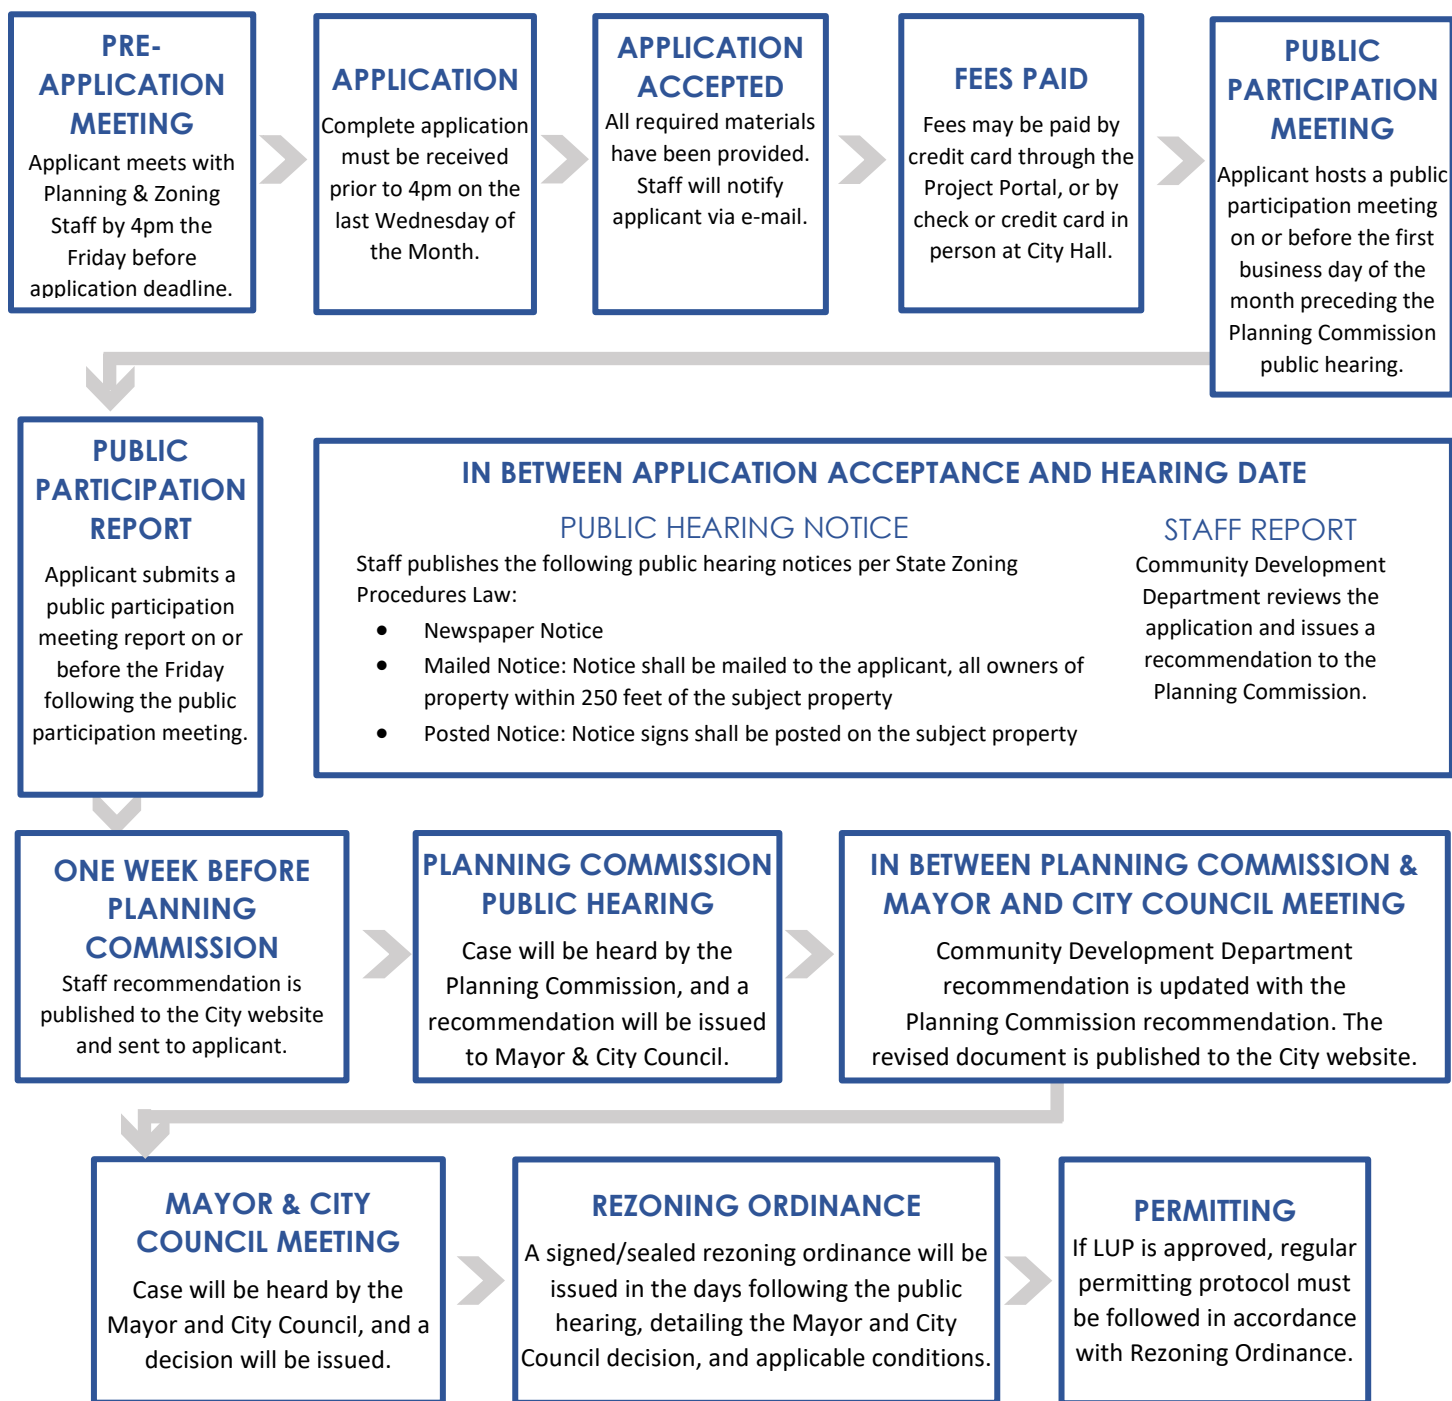 PRE-
APPLICATION
MEETING
Applicant meets with
Planning & Zoning
Staff by 4pm the
Friday before
application deadline.
APPLICATION
Complete application
must be received
prior to 4pm on the
last Wednesday of
the Month.
APPLICATION
ACCEPTED
All required materials
have been provided.
Staff will notify
applicant via e-mail.
FEES PAID
Fees may be paid by
credit card through the
Project Portal, or by
check or credit card in
person at City Hall.
PUBLIC
PARTICIPATION
MEETING
Applicant hosts a public
participation meeting
on or before the first
business day of the
month preceding the
Planning Commission
public hearing.
PUBLIC
PARTICIPATION
REPORT
Applicant submits a
public participation
meeting report on or
before the Friday
following the public
participation meeting.
IN BETWEEN APPLICATION ACCEPTANCE AND HEARING DATE
PUBLIC HEARING NOTICE
Staff publishes the following public hearing notices per State Zoning
Procedures Law:
• Newspaper Notice
• Mailed Notice: Notice shall be mailed to the applicant, all owners of
property within 250 feet of the subject property
• Posted Notice: Notice signs shall be posted on the subject property
STAFF REPORT
Community Development
Department reviews the
application and issues a
recommendation to the
Planning Commission.
ONE WEEK BEFORE
PLANNING
COMMISSION
Staff recommendation is
published to the City website
and sent to applicant.
PLANNING COMMISSION
PUBLIC HEARING
Case will be heard by the
Planning Commission, and a
recommendation will be issued
to Mayor & City Council.
IN BETWEEN PLANNING COMMISSION &
MAYOR AND CITY COUNCIL MEETING
Community Development Department
recommendation is updated with the
Planning Commission recommendation. The
revised document is published to the City website.
MAYOR & CITY
COUNCIL MEETING
Case will be heard by the
Mayor and City Council, and a
decision will be issued.
REZONING ORDINANCE
A signed/sealed rezoning ordinance will be
issued in the days following the public
hearing, detailing the Mayor and City
Council decision, and applicable conditions.
PERMITTING
If LUP is approved, regular
permitting protocol must
be followed in accordance
with Rezoning Ordinance.